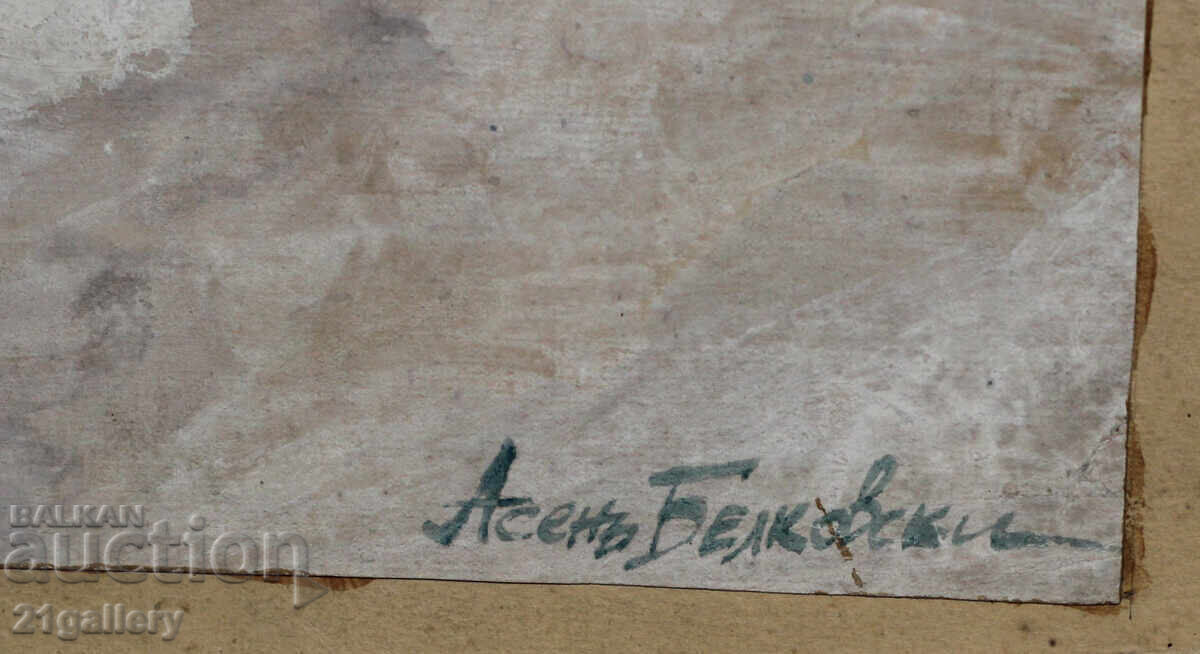 Асенъ Белковски
BALKAN
auction
21gallery